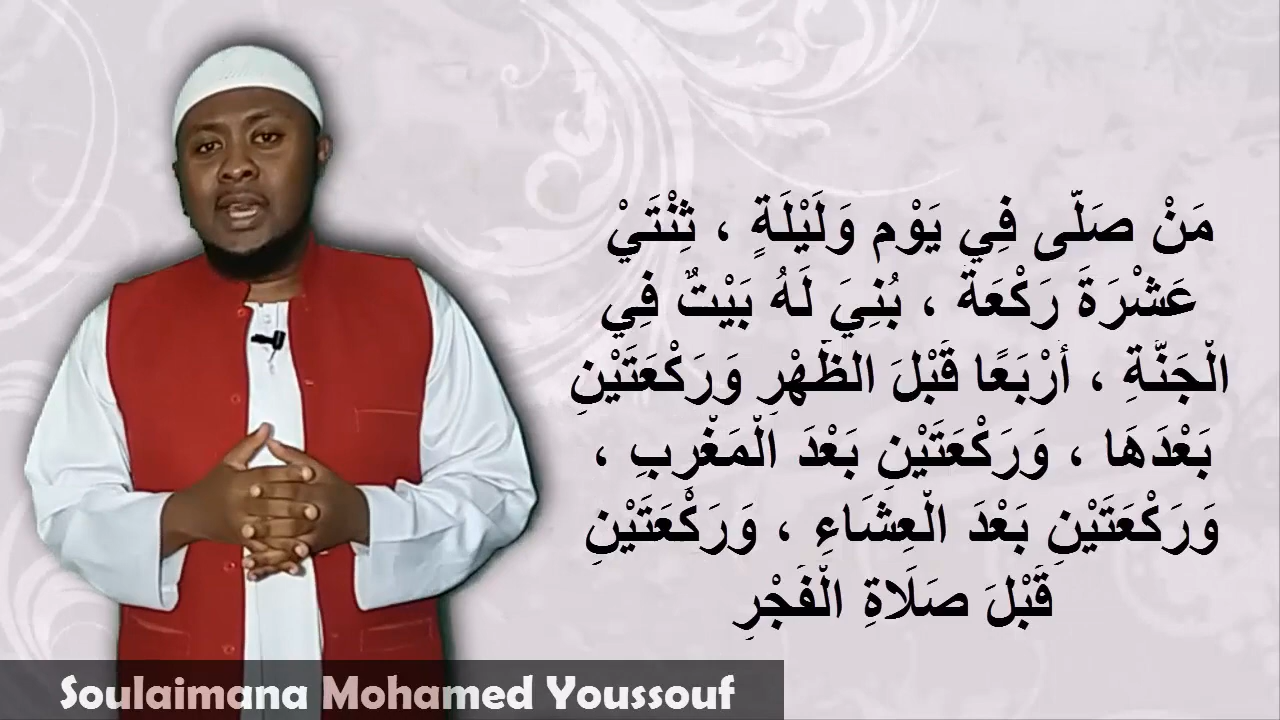 مَنْ صَلَّى فِي يَوْم وَلَيْلَةٍ ، ثِنْتَيْ
عَشْرَةَ رَكْعَة ، بُنِيَ لَهُ بَيْتٌ فِي
الْجَنَّةِ ، أَرْبَعًا قَبْلَ الظُّهْرِ وَرَكْعَتَيْنِ
بَعْدَهَا ، وَرَكْعَتَيْنِ بَعْدَ الْمَغْرِبِ ،
وَرَكْعَتَيْنِ بَعْدَ الْعِشَاءِ ، وَرَكْعَتَيْنِ
قَبْلَ صَلَاةِ الْفَجْرِ
Soulaimana Mohamed Youssouf